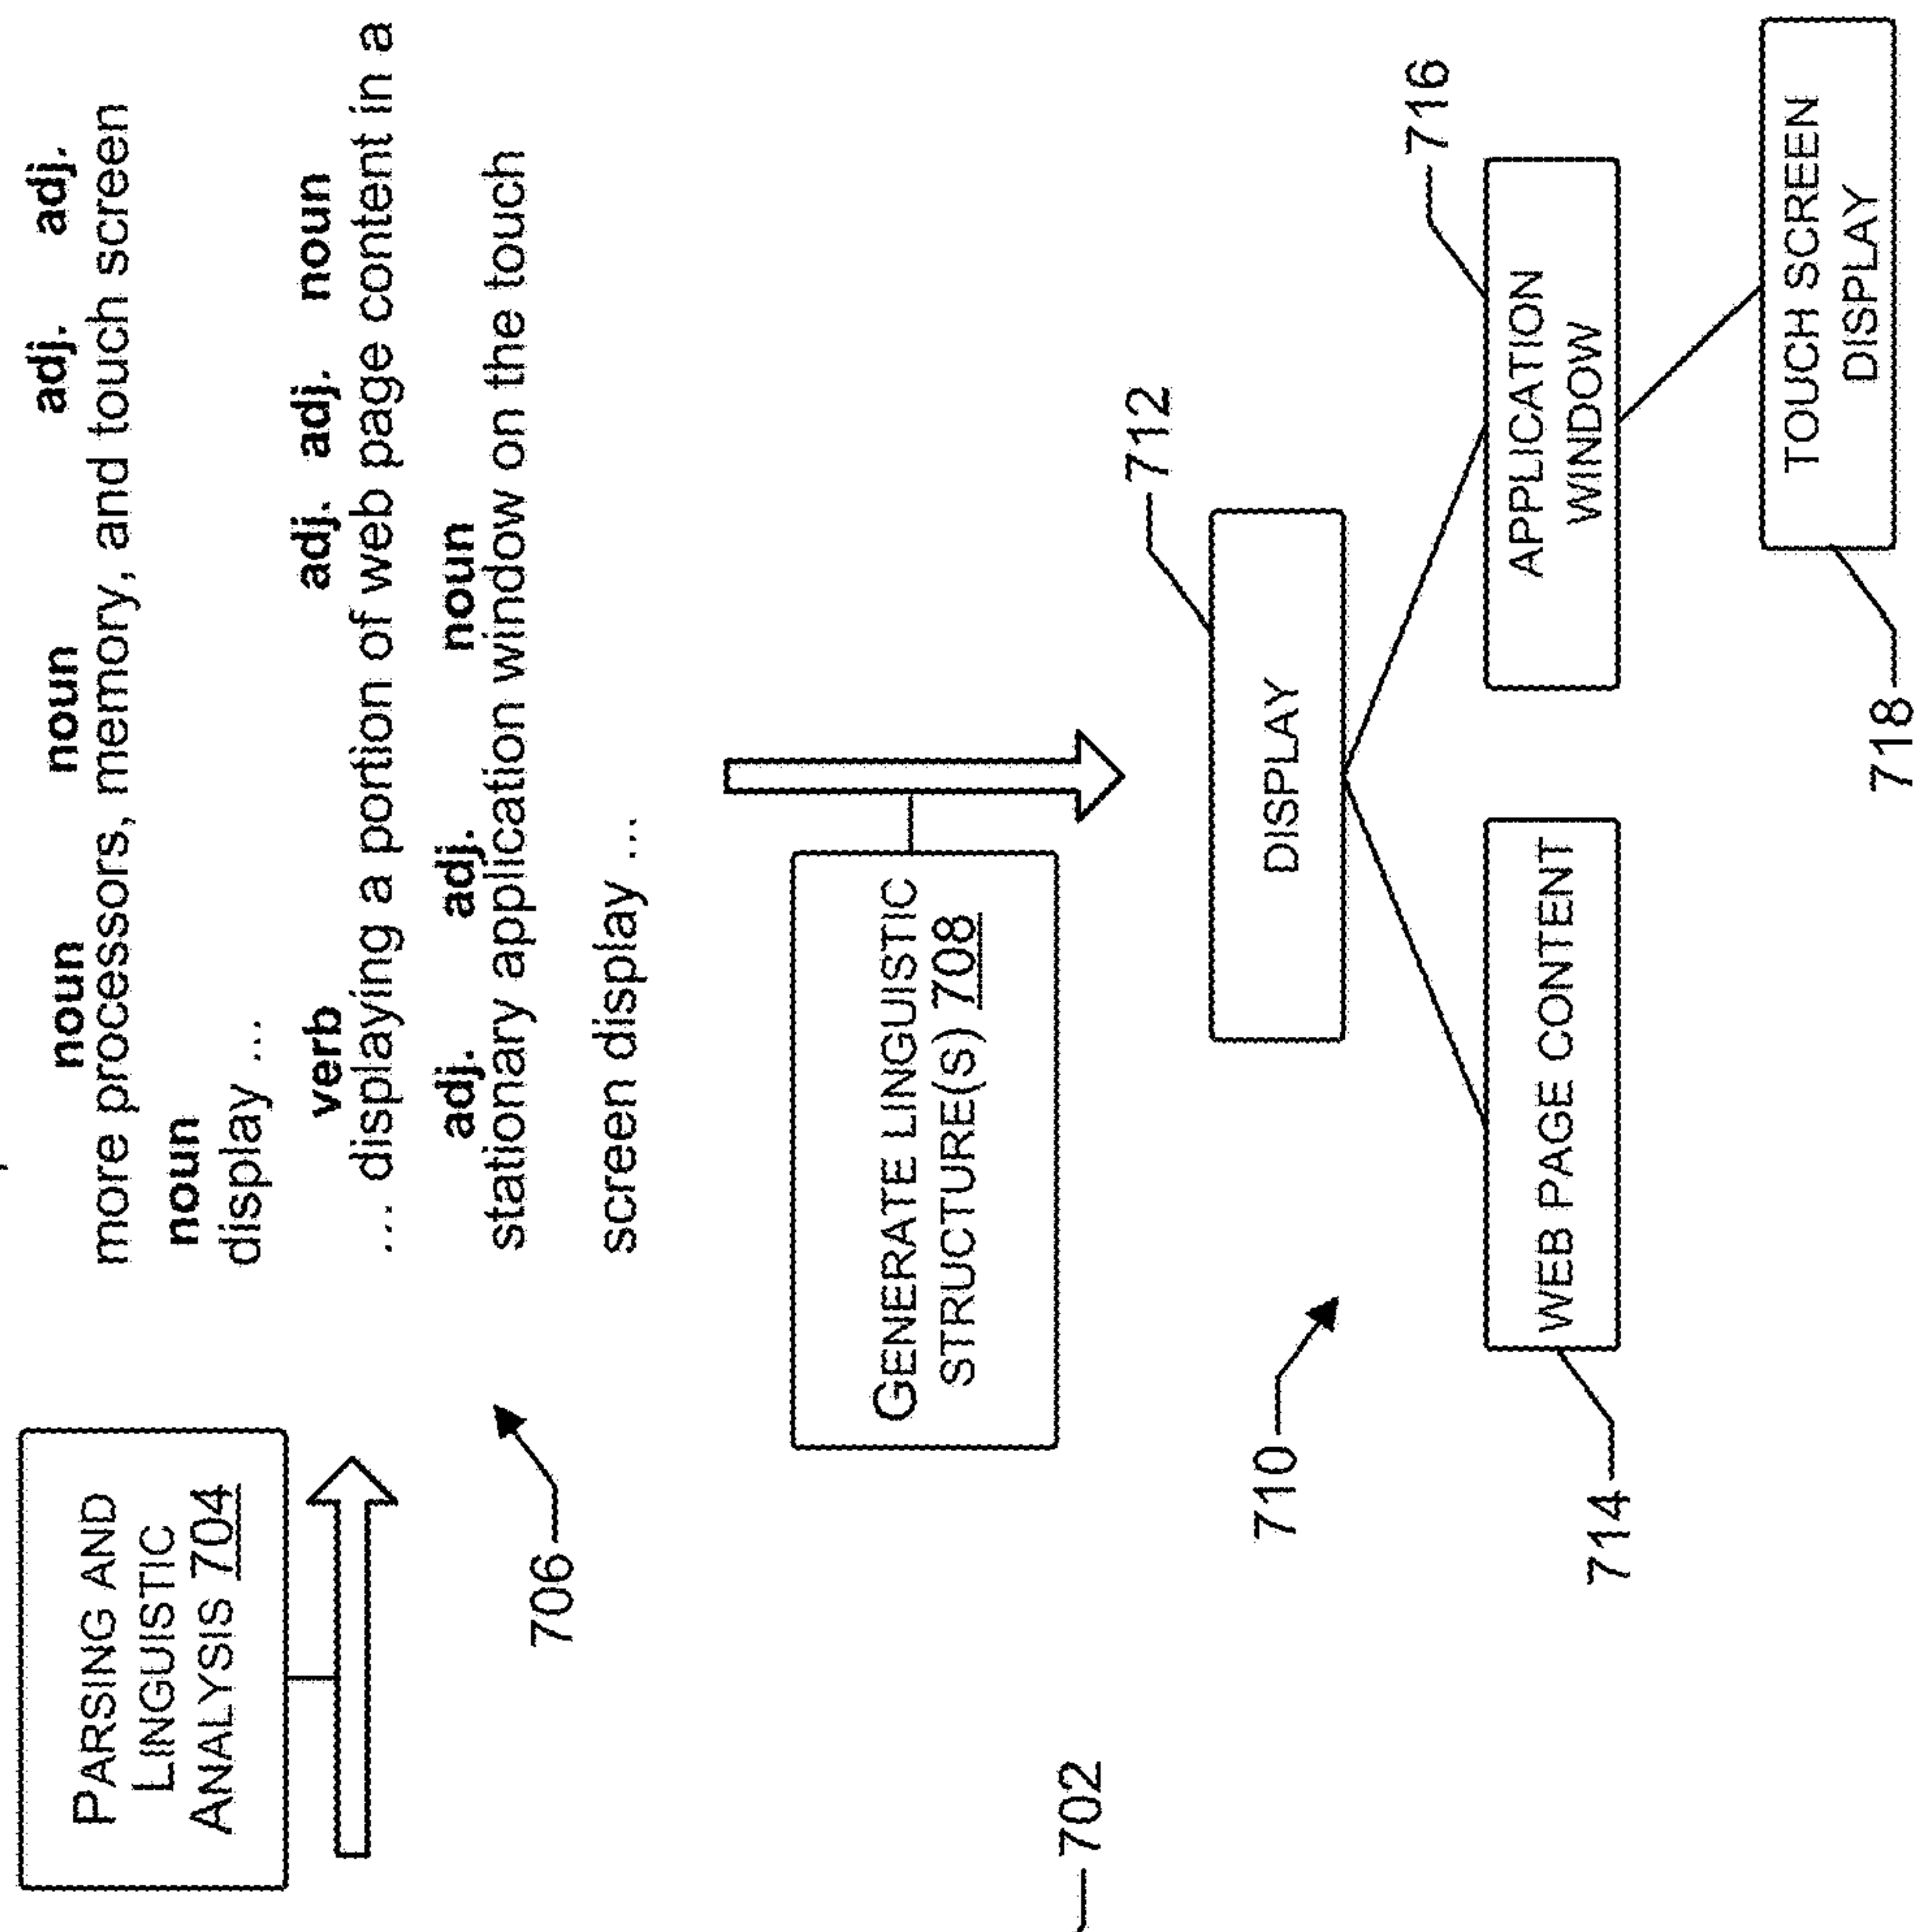 PARSING AND
LINGUISTIC
ANALYSIS 704
adj. adj.
noun noun
more processors, memory, and touch screen
noun
display ...
verb adj. adj. noun
... displaying a portion of web page content in a
adj. adj. noun
stationary application window on the touch
screen display ...
706
GENERATE LINGUISTIC
STRUCTURE(S) 708
702
710
712
DISPLAY
714
WEB PAGE CONTENT
716
APPLICATION
WINDOW
718
TOUCH SCREEN
DISPLAY